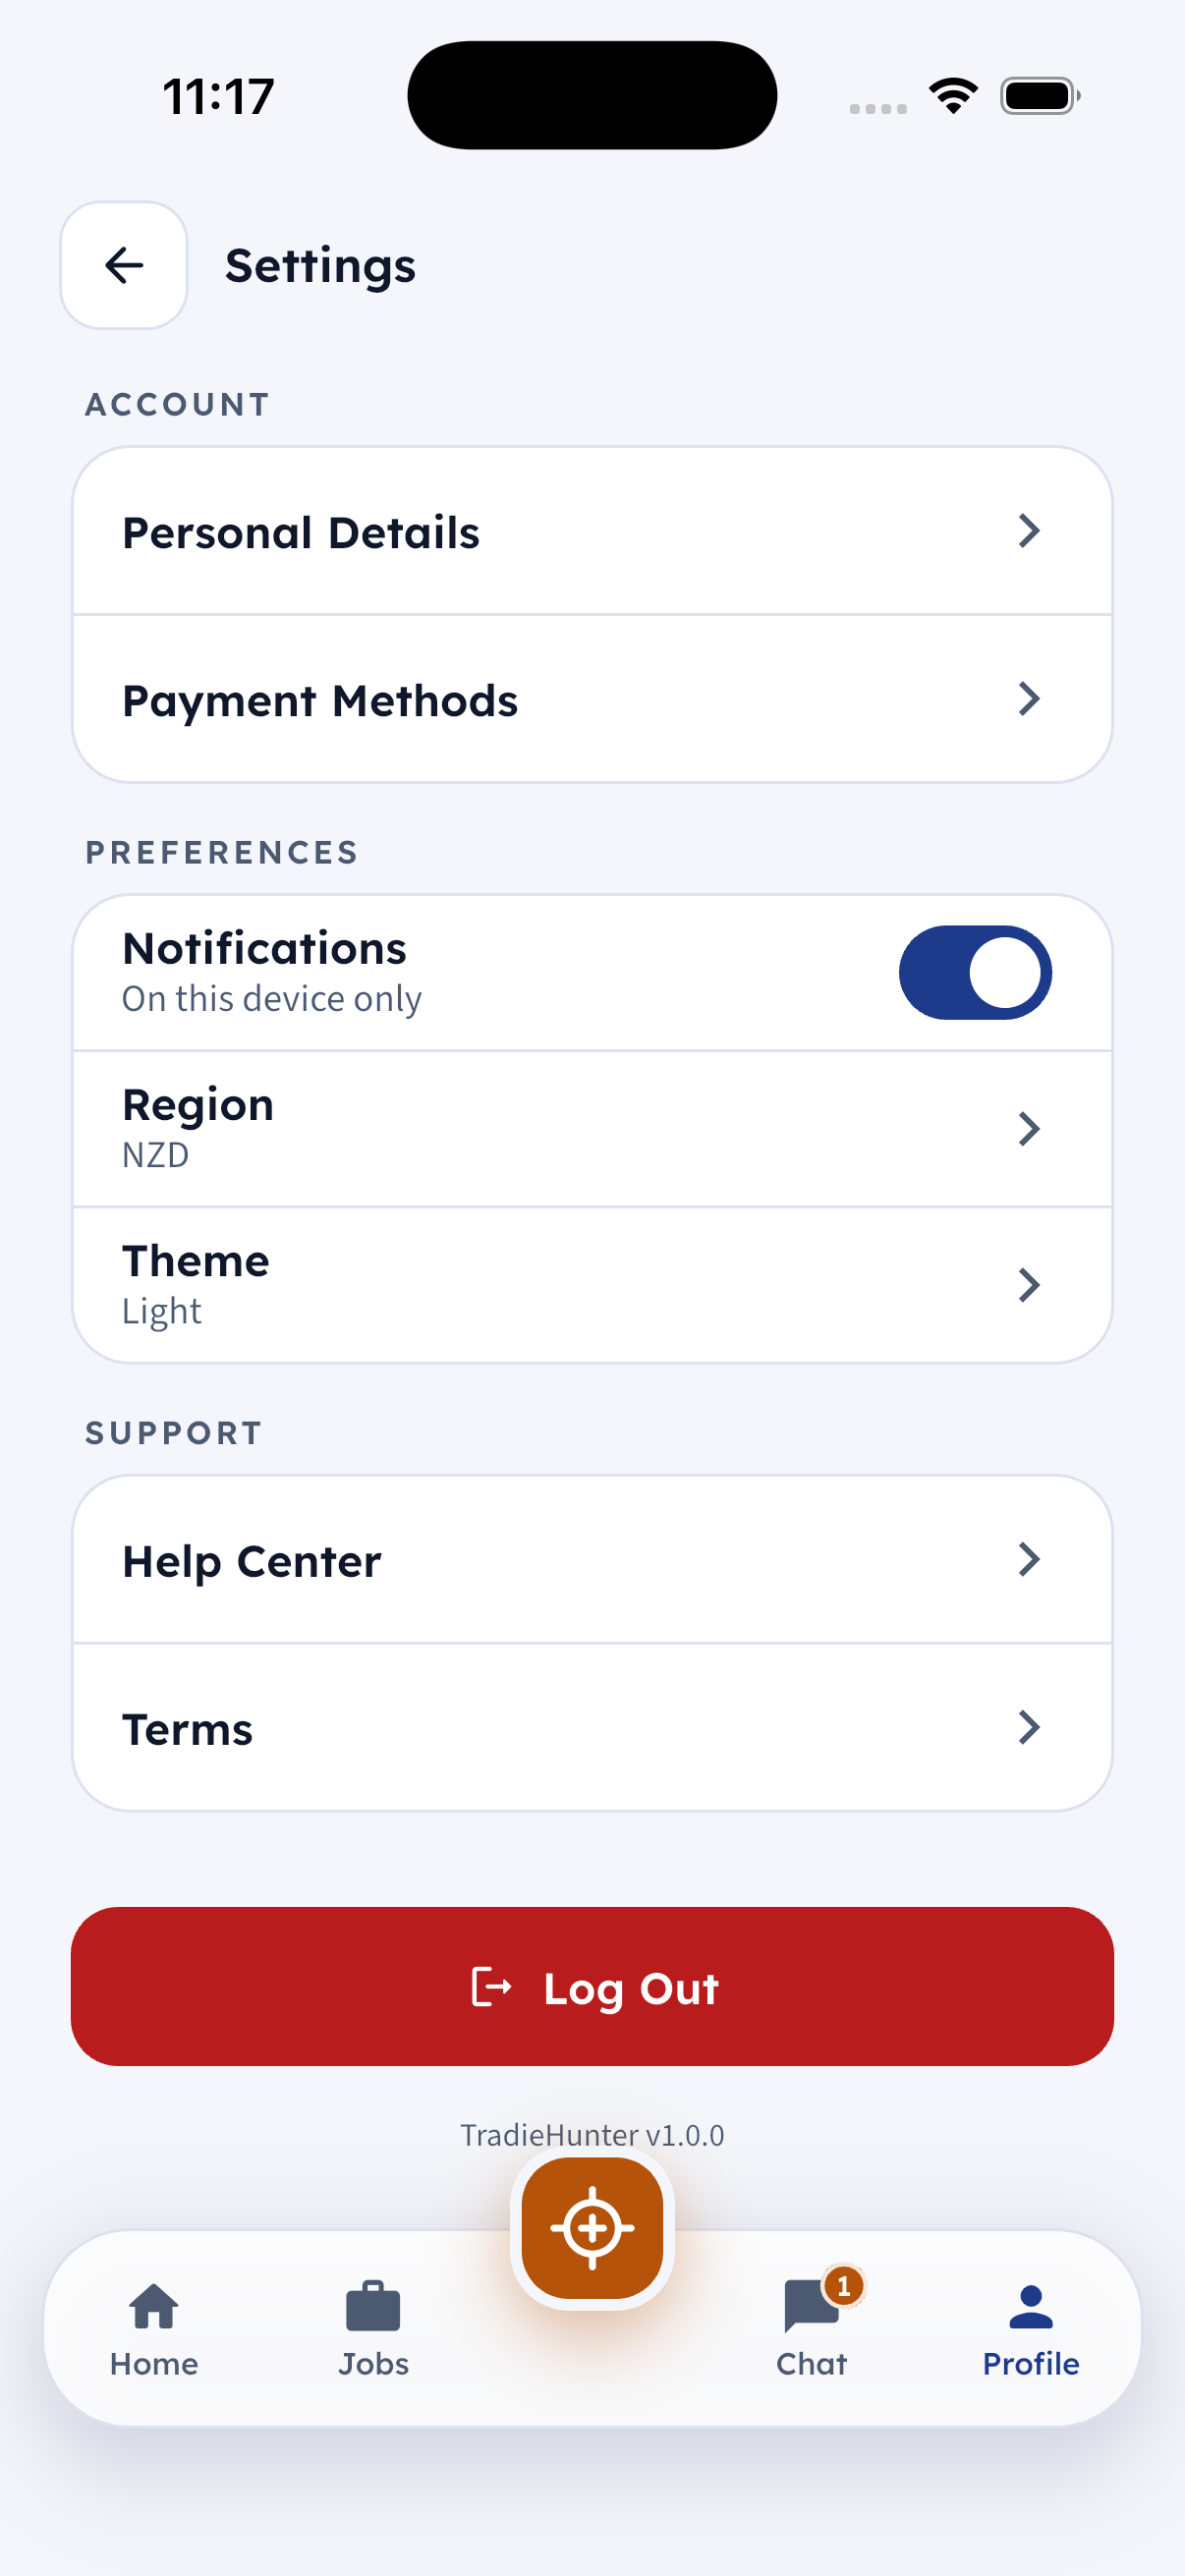 11:17
Settings
ACCOUNT
Personal Details
Payment Methods
PREFERENCES
Notifications
On this device only
Region
NZD
Theme
Light
SUPPORT
Help Center
Terms
Log Out
TradieHunter v1.0.0
1
Home
Jobs
Chat
Profile